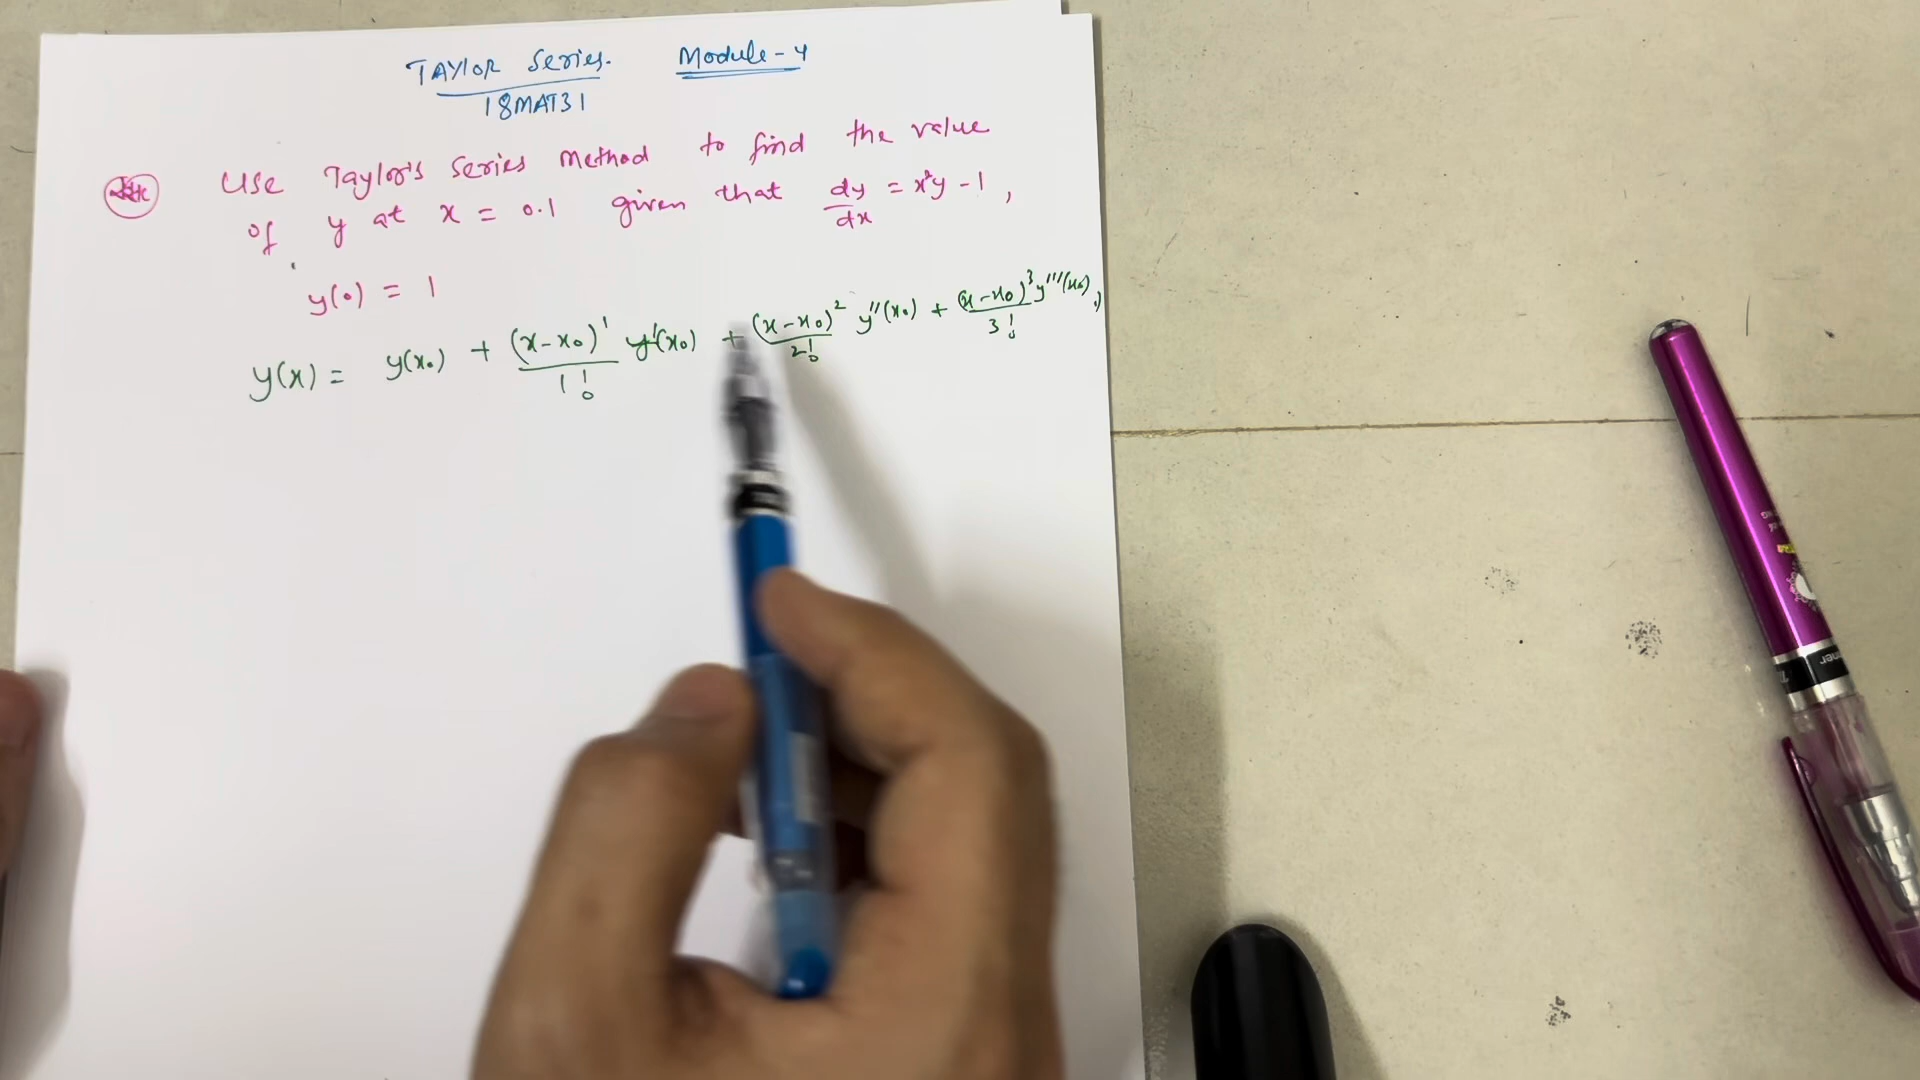 TAYLOR Series. Module-4
18MAT31
Use Taylor's series method to find the value
of y at x = 0.1 given that dy/dx = x²y - 1,
y(0) = 1
y(x) = y(x₀) + (x-x₀)¹/1! y'(x₀) + (x-x₀)²/2! y''(x₀) + (x-x₀)³/3! y'''(x₀),